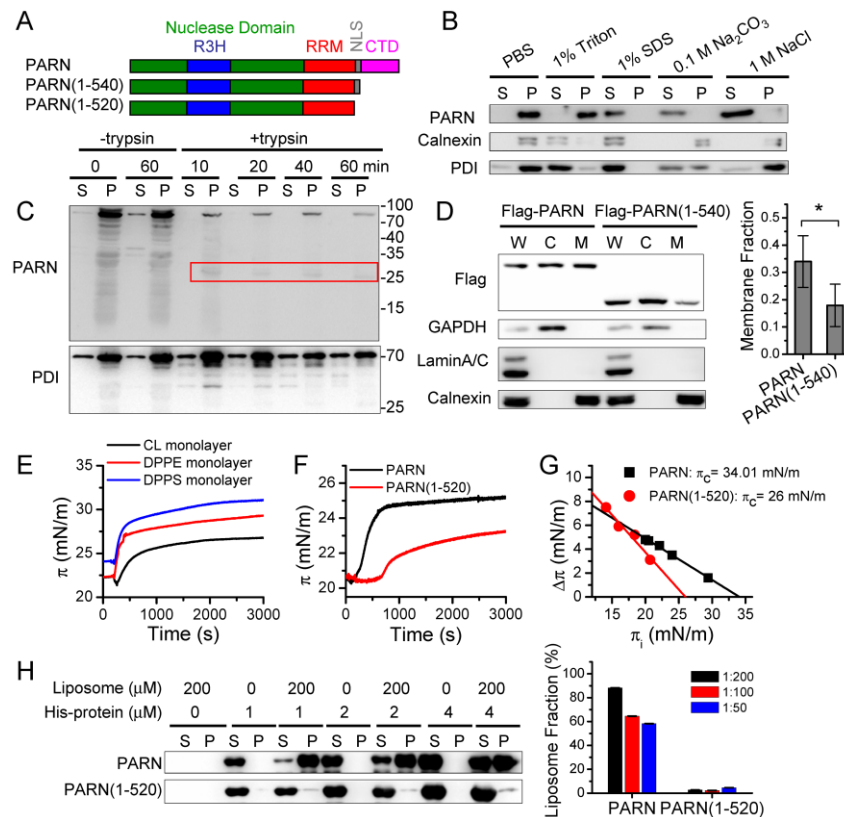 A
Nuclease Domain
R3H RRM NLS CTD
PARN
PARN(1-540)
PARN(1-520)
B
PBS 1% Triton 1% SDS 0.1 M Na₂CO₃ 1 M NaCl
S P S P S P S P S P
PARN
Calnexin
PDI
C
-trypsin +trypsin
0 60 10 20 40 60 min
S P S P S P S P S P S P
PARN
-100
-70
-40
-35
-25
-15
PDI
-70
-25
D
Flag-PARN Flag-PARN(1-540)
W C M W C M
Flag
GAPDH
LaminA/C
Calnexin
Membrane Fraction
0.5
0.4
0.3
0.2
0.1
0.0
*
PARN
PARN(1-540)
E
CL monolayer
DPPE monolayer
DPPS monolayer
π (mN/m)
35
30
25
20
0 1000 2000 3000
Time (s)
F
PARN
PARN(1-520)
π (mN/m)
26
24
22
20
0 1000 2000 3000
Time (s)
G
PARN: πc= 34.01 mN/m
PARN(1-520): πc= 26 mN/m
Δπ (mN/m)
12
10
8
6
4
2
0
15 20 25 30 35
πi (mN/m)
H
Liposome (μM) 200 0 200 0 200 0 200
His-protein (μM) 0 1 1 2 2 4 4
S P S P S P S P S P S P S P
PARN
PARN(1-520)
Liposome Fraction (%)
100
80
60
40
20
0
1:200
1:100
1:50
PARN PARN(1-520)